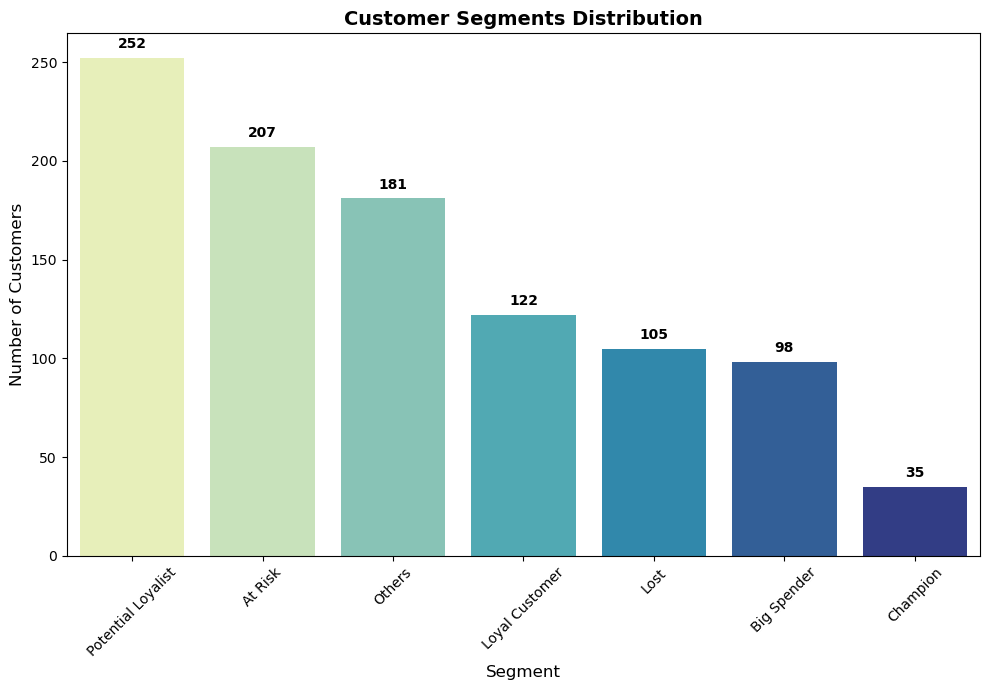 Customer Segments Distribution
252
207
181
122
105
98
35
250
200
150
100
50
0
Number of Customers
Potential Loyalist
At Risk
Others
Loyal Customer
Lost
Big Spender
Champion
Segment